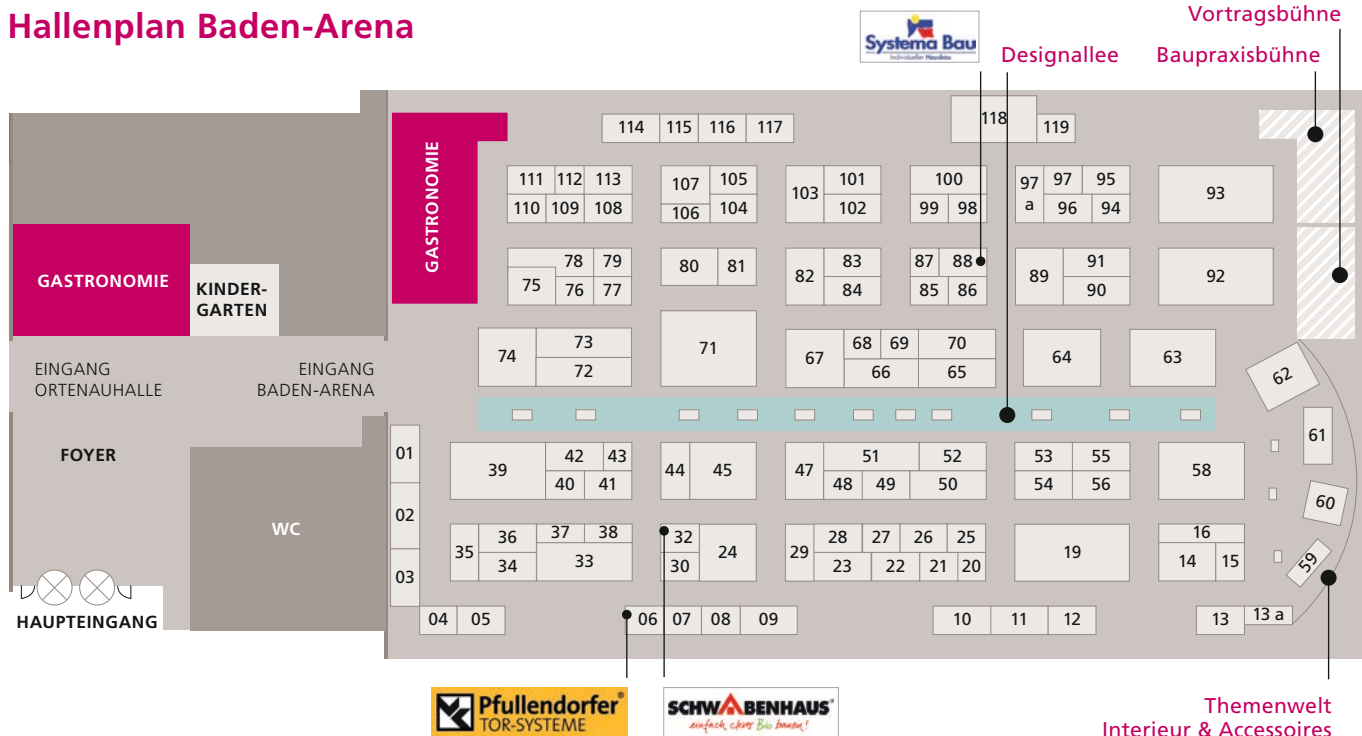 Hallenplan Baden-Arena
Systema Bau
Individueller Hausbau
Designallee
Vortragsbühne
Baupraxisbühne
GASTRONOMIE
114 115 116 117
118
119
111 112 113
110 109 108
107 105
106 104
103 101
102
100
99 98
97 a 97 95
96 94
93
GASTRONOMIE
KINDER-
GARTEN
78 79
75 76 77
80 81
82 83
84
87 88
85 86
89 91
90
92
EINGANG
ORTENAUHALLE
EINGANG
BADEN-ARENA
74 73
72
71
67 68 69 70
66 65
64
63
62
FOYER
WC
01
02
03
39 42 43
40 41
44 45
47 51 52
48 49 50
53 55
54 56
58
61
60
59
35 36 37 38
34 33
32
30 24
29 28 27 26 25
23 22 21 20
19
16
14 15
HAUPTEINGANG
04 05
06 07 08 09
10 11 12
13 13 a
Pfullendorfer®
TOR-SYSTEME
SCHWABENHAUS®
einfach clever Bio bauen!
Themenwelt
Interieur & Accessoires